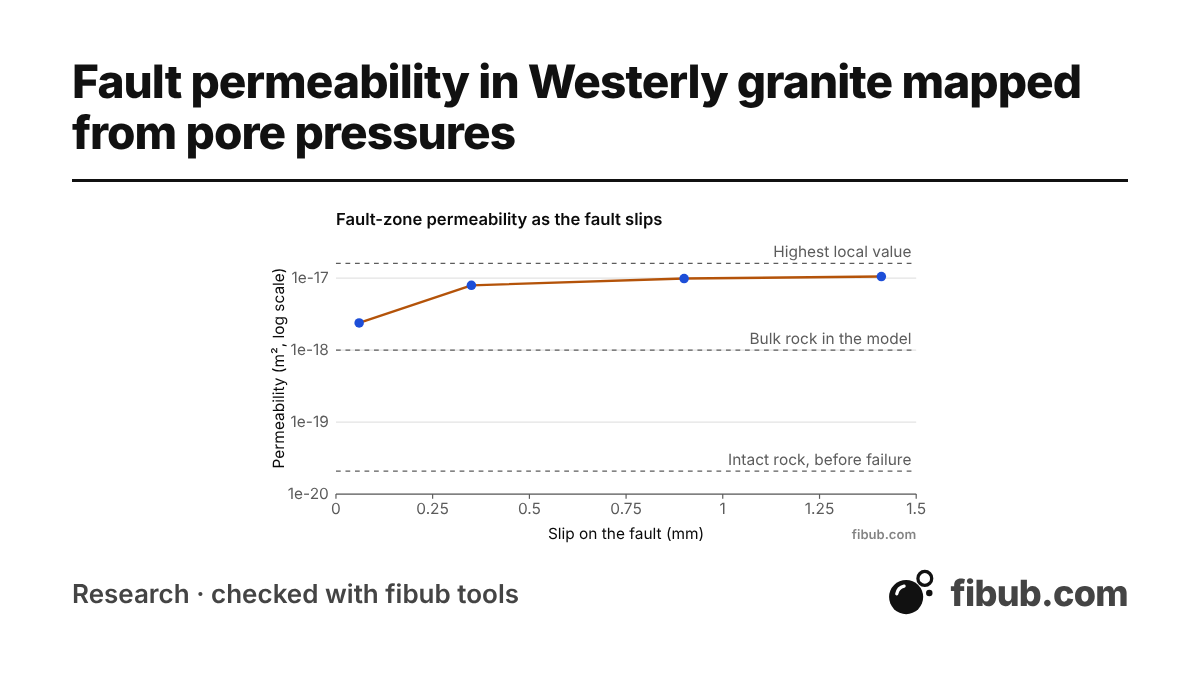 Fault permeability in Westerly granite mapped
from pore pressures
Fault-zone permeability as the fault slips
Highest local value
Bulk rock in the model
Intact rock, before failure
Permeability (m², log scale)
1e-17
1e-18
1e-19
1e-20
0 0.25 0.5 0.75 1 1.25 1.5
Slip on the fault (mm)
fibub.com
Research · checked with fibub tools
fibub.com